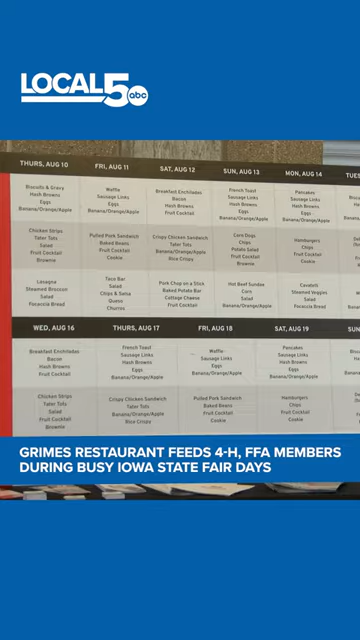 LOCAL 5 abc
THURS, AUG 10
FRI, AUG 11
SAT, AUG 12
SUN, AUG 13
MON, AUG 14
TUE
Biscuits & Gravy
Hash Browns
Eggs
Banana/Orange/Apple
Waffle
Sausage Links
Eggs
Banana/Orange/Apple
Breakfast Enchiladas
Bacon
Hash Browns
Fruit Cocktail
French Toast
Sausage Links
Hash Browns
Eggs
Banana/Orange/Apple
Pancakes
Sausage Links
Hash Browns
Eggs
Banana/Orange/Apple
Chicken Strips
Tater Tots
Salad
Fruit Cocktail
Brownie
Pulled Pork Sandwich
Baked Beans
Fruit Cocktail
Cookie
Crispy Chicken Sandwich
Tater Tots
Banana/Orange/Apple
Rice Crispy
Corn Dogs
Chips
Potato Salad
Fruit Cocktail
Brownie
Hamburgers
Chips
Fruit Cocktail
Cookie
Lasagna
Steamed Broccoli
Salad
Focaccia Bread
Taco Bar
Salad
Chips & Salsa
Queso
Churros
Pork Chop on a Stick
Baked Potato Bar
Cottage Cheese
Fruit Cocktail
Hot Beef Sundae
Corn
Salad
Banana/Orange/Apple
Cavatelli
Steamed Veggies
Salad
Focaccia Bread
WED, AUG 16
THURS, AUG 17
FRI, AUG 18
SAT, AUG 19
SUN
Breakfast Enchiladas
Bacon
Hash Browns
Fruit Cocktail
French Toast
Sausage Links
Hash Browns
Eggs
Banana/Orange/Apple
Waffle
Sausage Links
Eggs
Banana/Orange/Apple
Pancakes
Sausage Links
Hash Browns
Eggs
Banana/Orange/Apple
Chicken Strips
Tater Tots
Salad
Fruit Cocktail
Brownie
Crispy Chicken Sandwich
Tater Tots
Banana/Orange/Apple
Rice Crispy
Pulled Pork Sandwich
Baked Beans
Fruit Cocktail
Cookie
Hamburgers
Chips
Fruit Cocktail
Cookie
GRIMES RESTAURANT FEEDS 4-H, FFA MEMBERS
DURING BUSY IOWA STATE FAIR DAYS